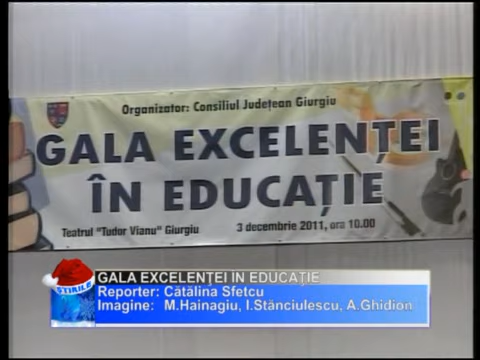 Organizator: Consiliul Județean Giurgiu
GALA EXCELENȚEI
ÎN EDUCAȚIE
Teatrul "Tudor Vianu" Giurgiu 3 decembrie 2011, ora 10.00
ȘTIRILE
GALA EXCELENȚEI IN EDUCAȚIE
Reporter: Cătălina Sfetcu
Imagine: M.Hainagiu, I.Stănciulescu, A.Ghidion